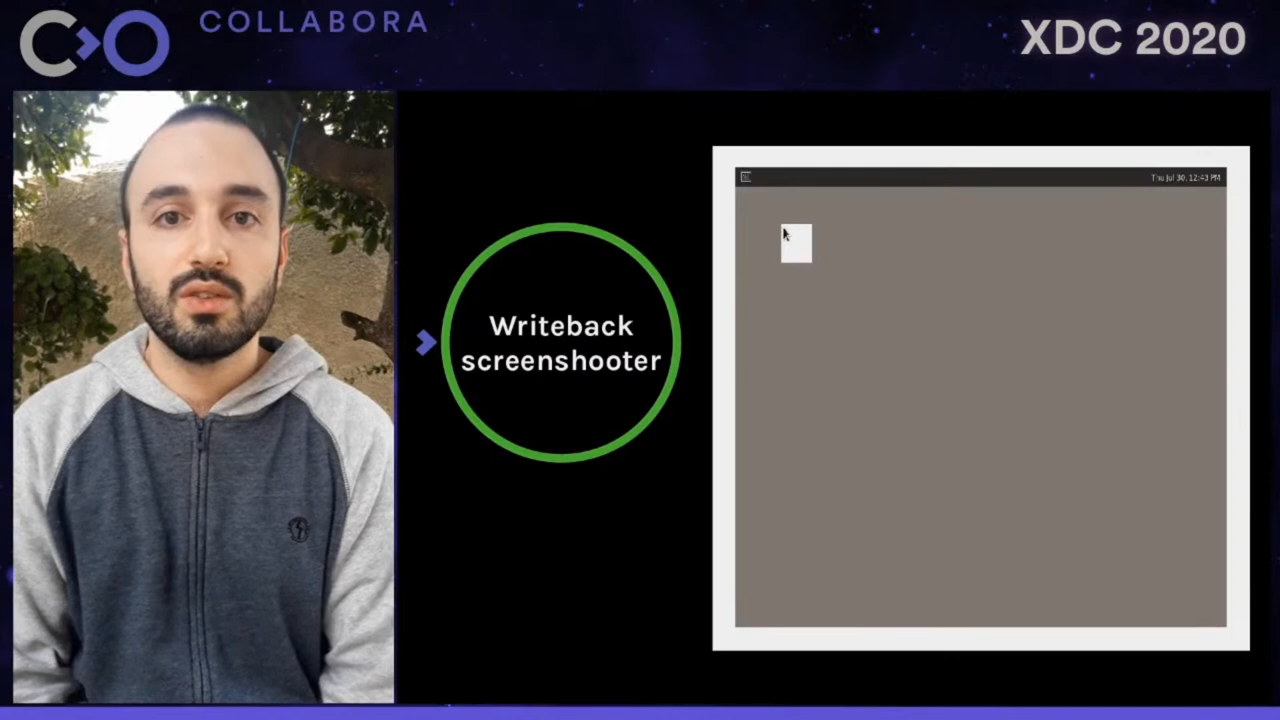 COLLABORA
XDC 2020
Thu Jul 30, 12:43 PM
Writeback
screenshooter